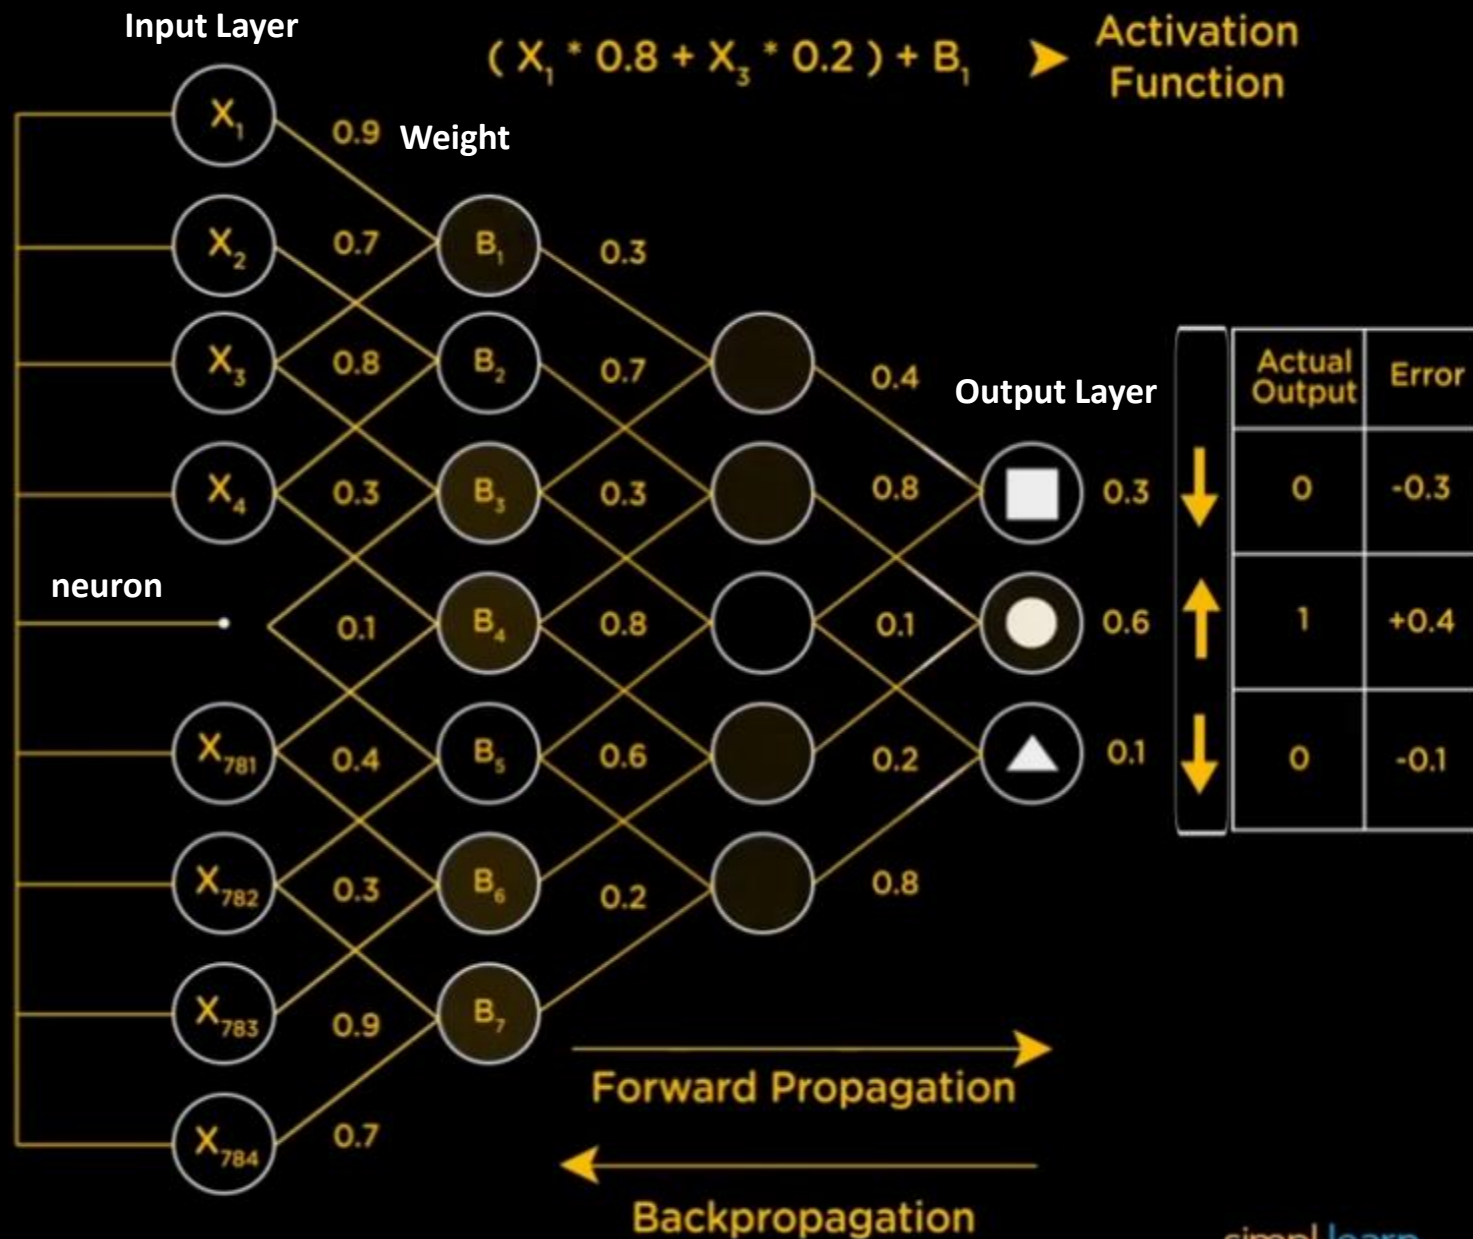 Input Layer
( X₁ * 0.8 + X₃ * 0.2 ) + B₁
Activation
Function
X₁
0.9
Weight
X₂
0.7
B₁
0.3
X₃
0.8
B₂
0.7
0.4
Output Layer
Actual
Output
Error
X₄
0.3
B₃
0.3
0.8
0.3
0
-0.3
neuron
0.1
B₄
0.8
0.1
0.6
1
+0.4
X₇₈₁
0.4
B₅
0.6
0.2
0.1
0
-0.1
X₇₈₂
0.3
B₆
0.2
0.8
X₇₈₃
0.9
B₇
Forward Propagation
X₇₈₄
0.7
Backpropagation
simplilearn